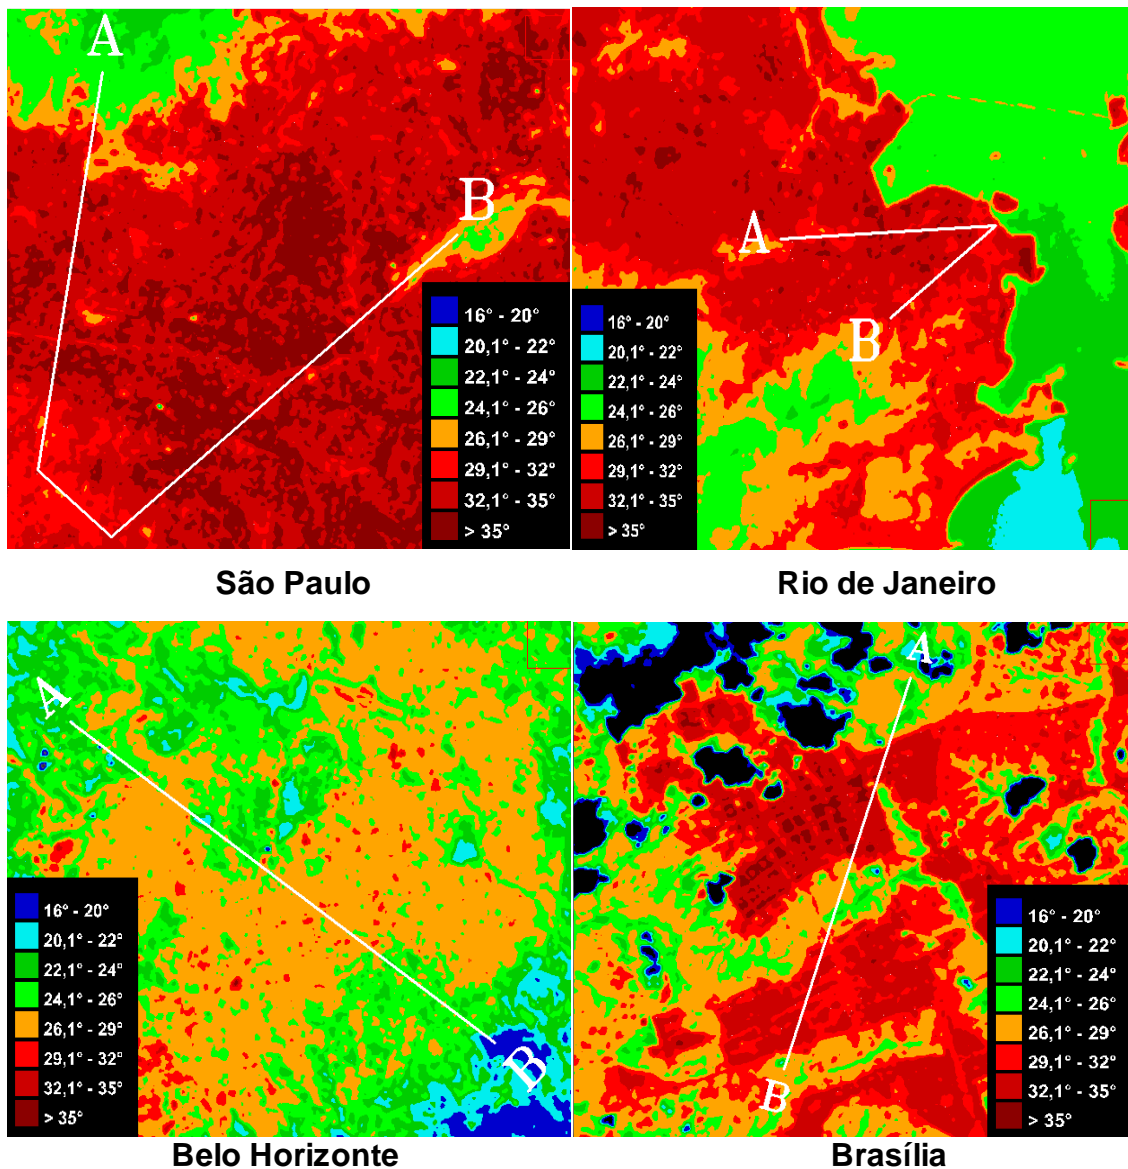 A
B
16° - 20°
20,1° - 22°
22,1° - 24°
24,1° - 26°
26,1° - 29°
29,1° - 32°
32,1° - 35°
> 35°
São Paulo
A
B
16° - 20°
20,1° - 22°
22,1° - 24°
24,1° - 26°
26,1° - 29°
29,1° - 32°
32,1° - 35°
> 35°
Rio de Janeiro
A
B
16° - 20°
20,1° - 22°
22,1° - 24°
24,1° - 26°
26,1° - 29°
29,1° - 32°
32,1° - 35°
> 35°
Belo Horizonte
A
B
16° - 20°
20,1° - 22°
22,1° - 24°
24,1° - 26°
26,1° - 29°
29,1° - 32°
32,1° - 35°
> 35°
Brasília